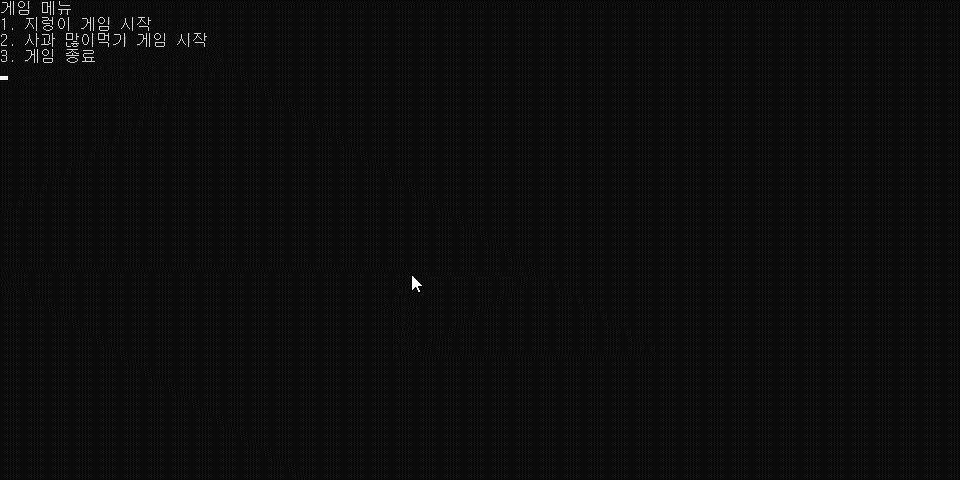 게임 메뉴
1. 지렁이 게임 시작
2. 사과 많이먹기 게임 시작
3. 게임 종료